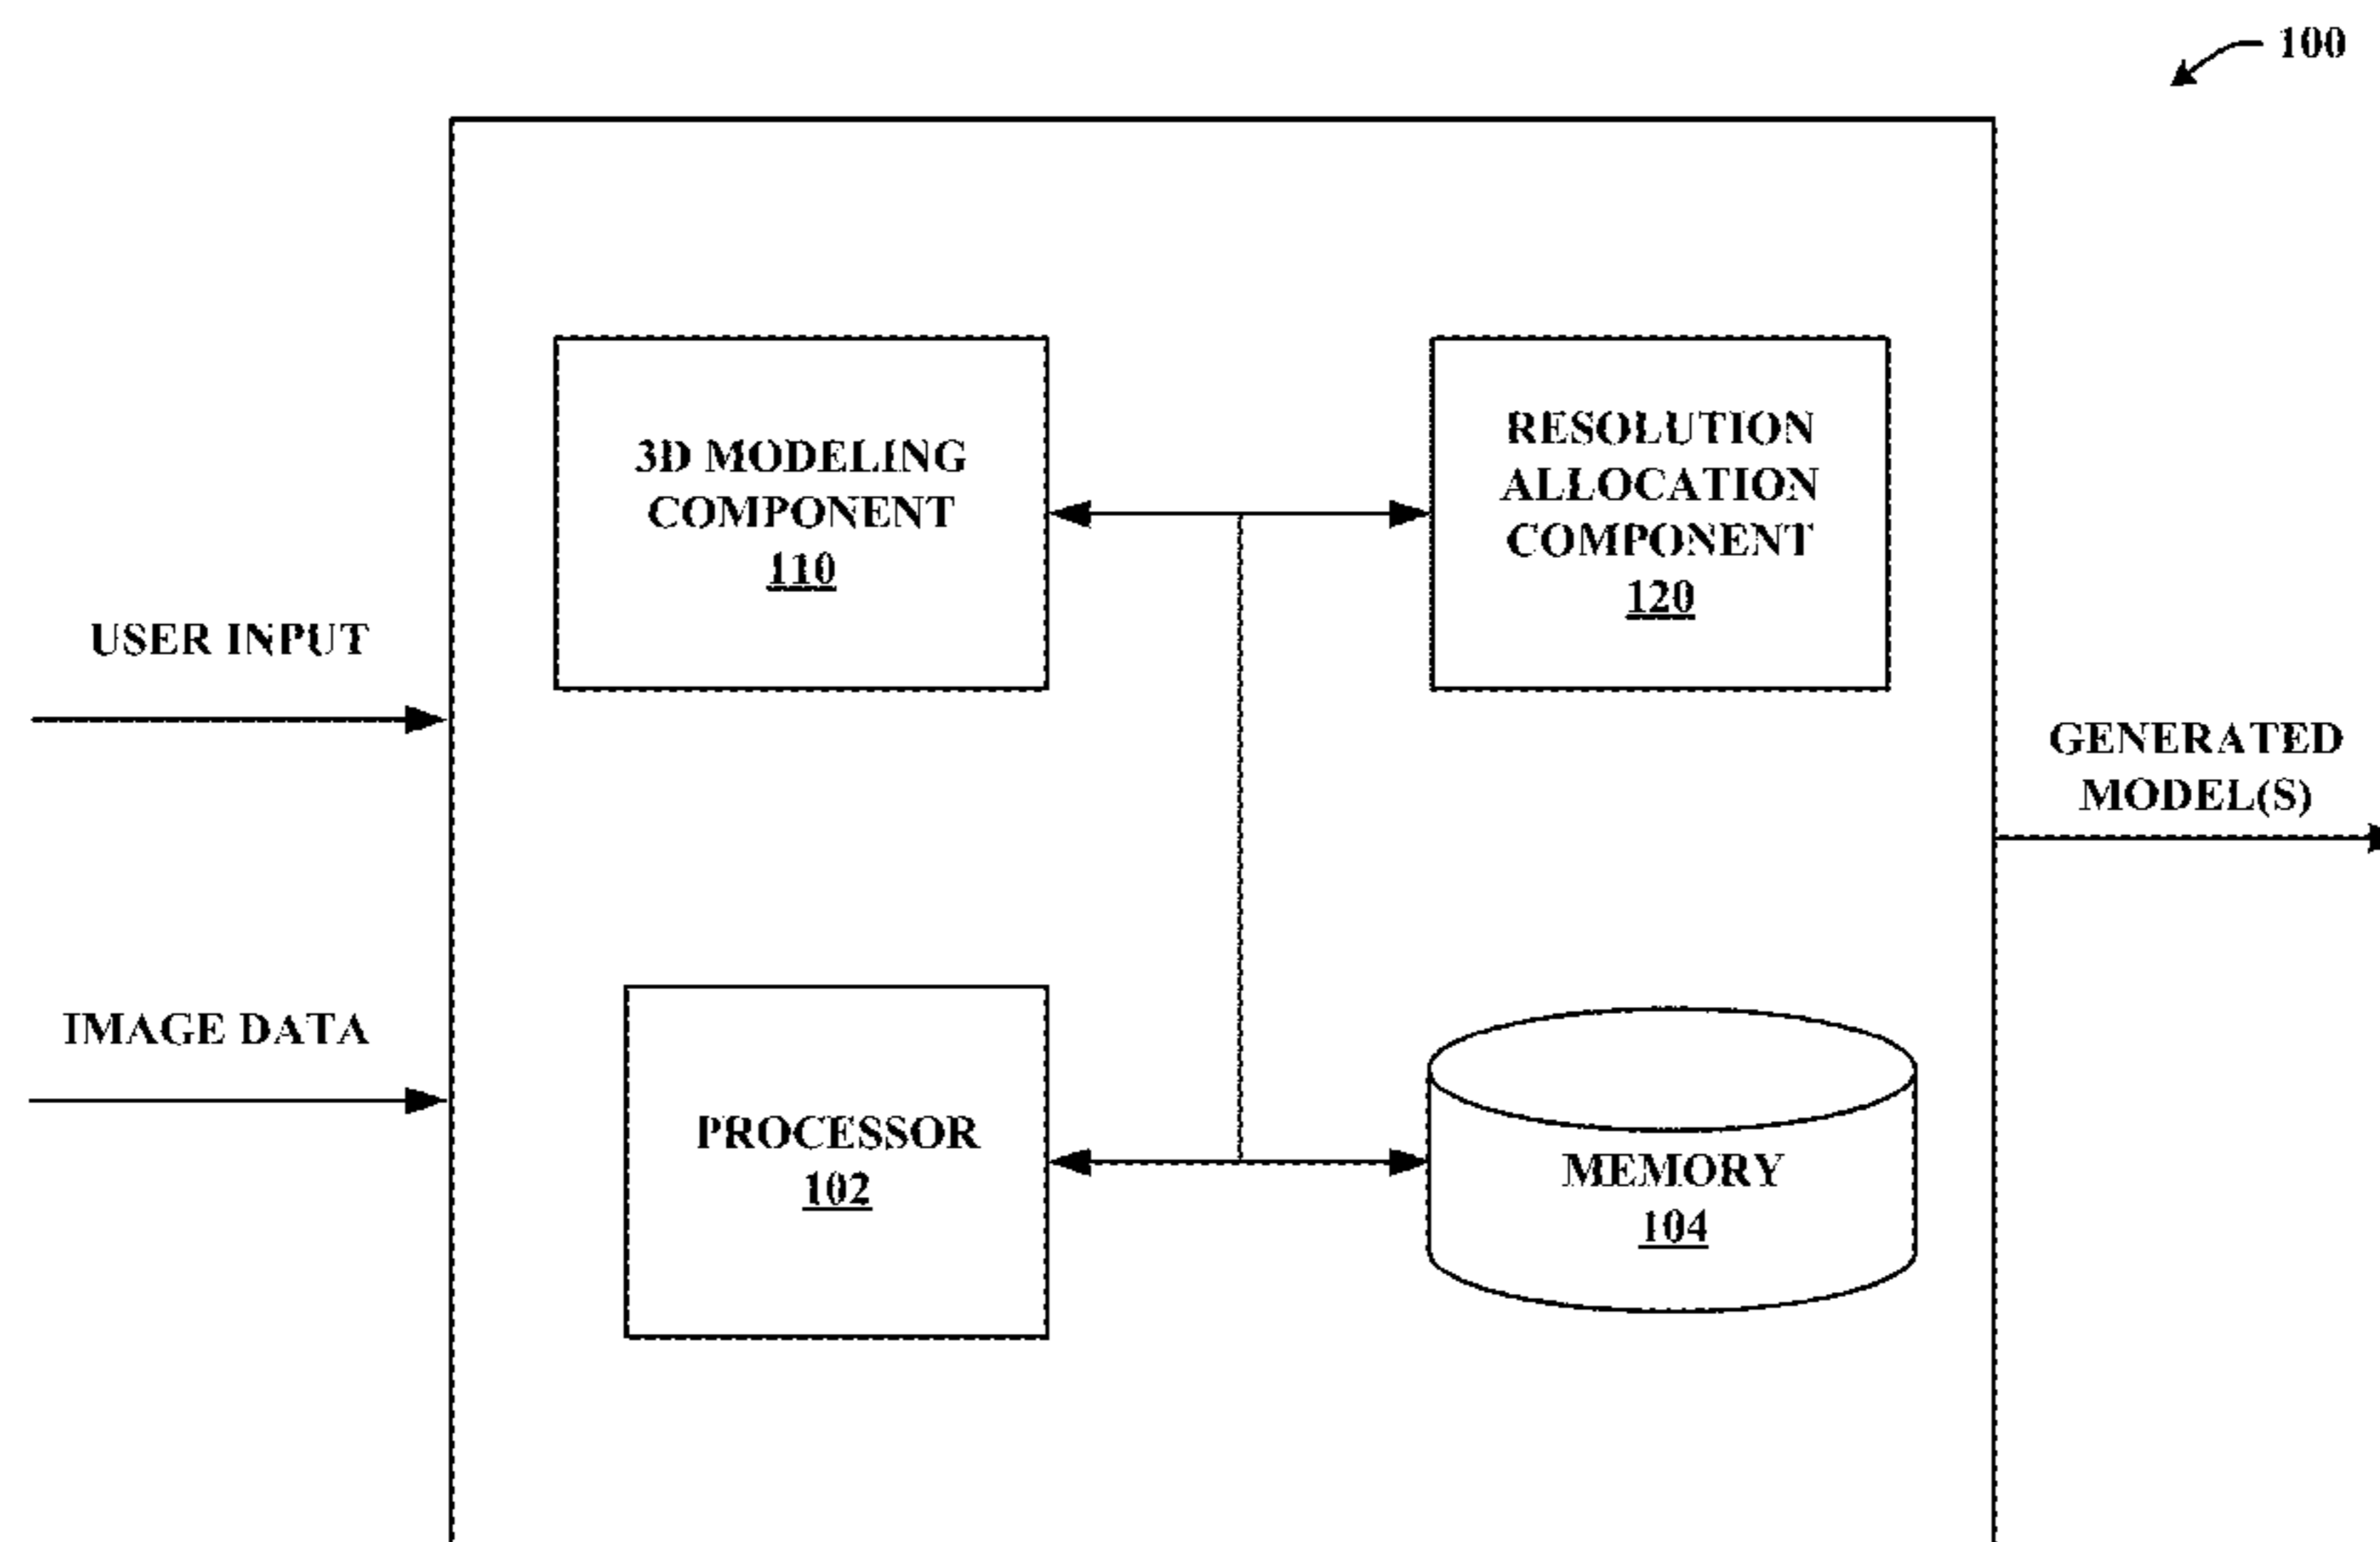 100
3D MODELING
COMPONENT
110
RESOLUTION
ALLOCATION
COMPONENT
120
USER INPUT
GENERATED
MODEL(S)
IMAGE DATA
PROCESSOR
102
MEMORY
104